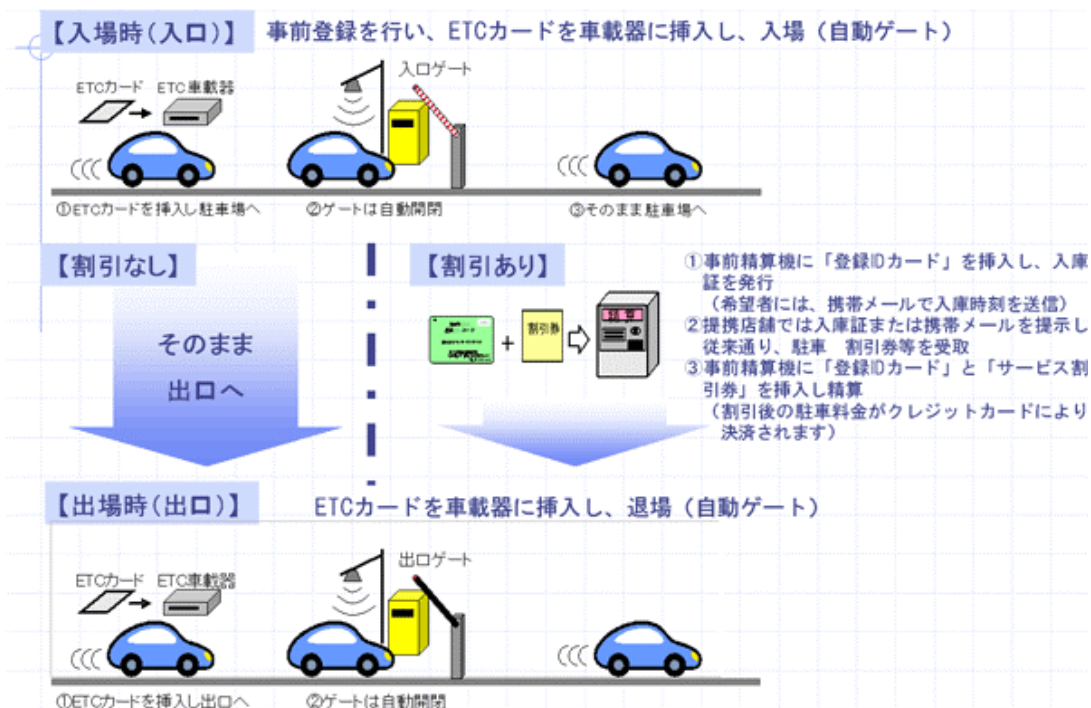 【入場時(入口)】 事前登録を行い、ETCカードを車載器に挿入し、入場（自動ゲート）
入口ゲート
ETCカード ETC車載器
①ETCカードを挿入し駐車場へ ②ゲートは自動開閉 ③そのまま駐車場へ
【割引なし】
そのまま
出口へ
【割引あり】
割引券
精算
①事前精算機に「登録IDカード」を挿入し、入庫
証を発行
（希望者には、携帯メールで入庫時刻を送信）
②提携店舗では入庫証または携帯メールを提示し
従来通り、駐車 割引券等を受取
③事前精算機に「登録IDカード」と「サービス割
引券」を挿入し精算
（割引後の駐車料金がクレジットカードにより
決済されます）
【出場時(出口)】 ETCカードを車載器に挿入し、退場（自動ゲート）
出口ゲート
ETCカード ETC車載器
①ETCカードを挿入し出口へ ②ゲートは自動開閉